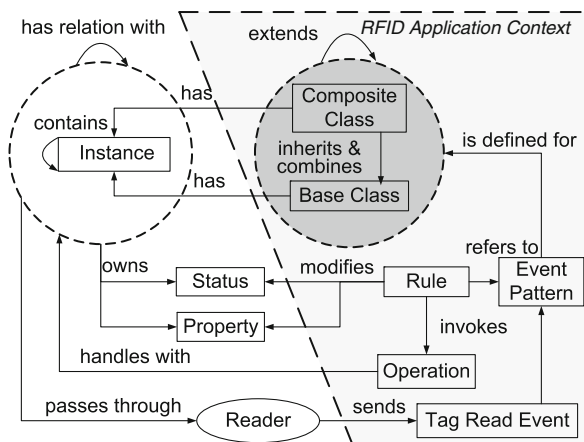 has relation with
extends
RFID Application Context
Composite
Class
has
contains
Instance
inherits &
combines
is defined for
has
Base Class
owns
Status
modifies
Rule
refers to
Event
Pattern
Property
invokes
handles with
Operation
passes through
Reader
sends
Tag Read Event